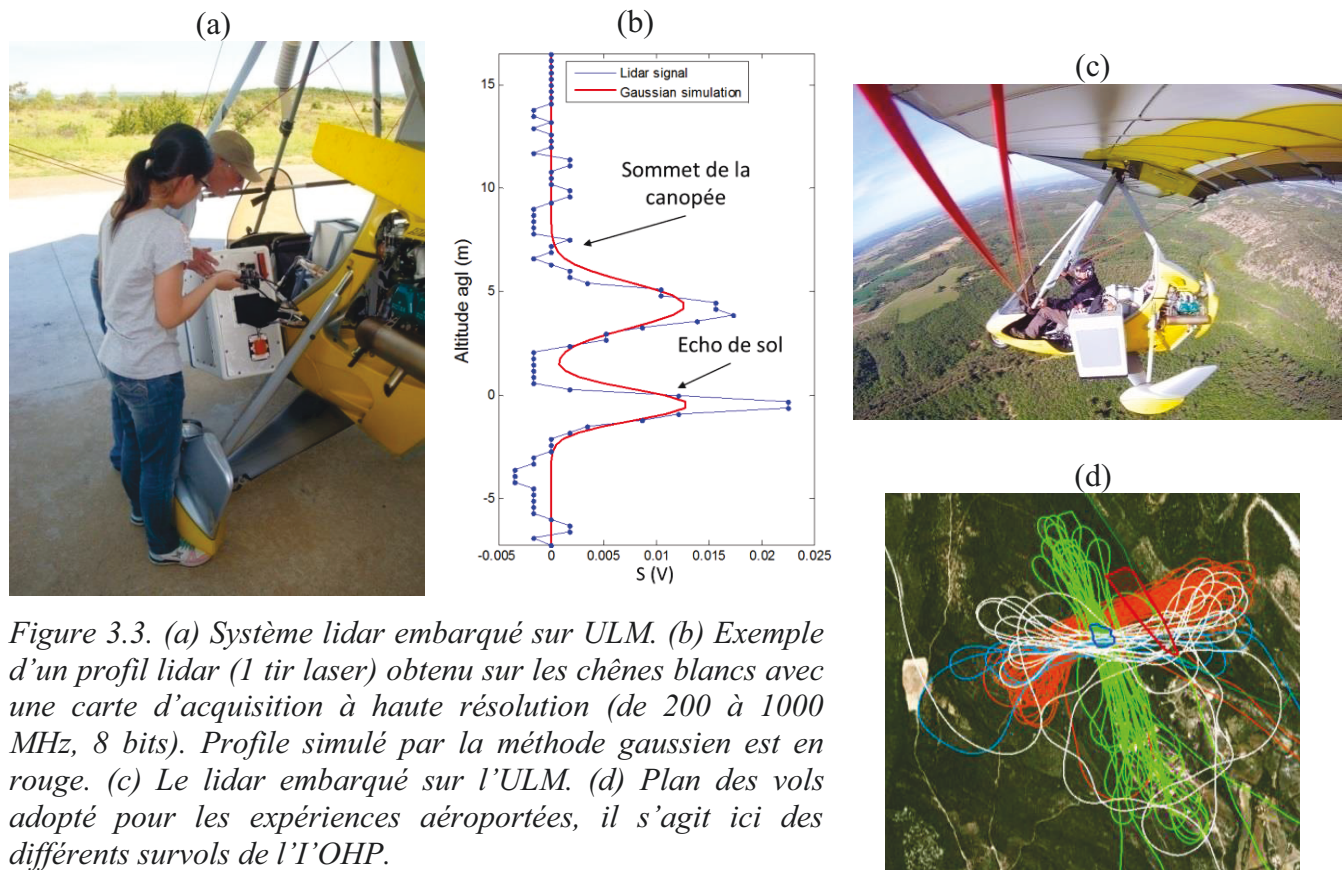 (a)
(b)
(c)
Lidar signal
Gaussian simulation
Sommet de la
canopée
Echo de sol
Altitude agl (m)
15
10
5
0
-5
-0.005
0
0.005
0.01
0.015
0.02
0.025
S (V)
(d)
Figure 3.3. (a) Système lidar embarqué sur ULM. (b) Exemple
d'un profil lidar (1 tir laser) obtenu sur les chênes blancs avec
une carte d'acquisition à haute résolution (de 200 à 1000
MHz, 8 bits). Profile simulé par la méthode gaussien est en
rouge. (c) Le lidar embarqué sur l'ULM. (d) Plan des vols
adopté pour les expériences aéroportées, il s'agit ici des
différents survols de l'I'OHP.